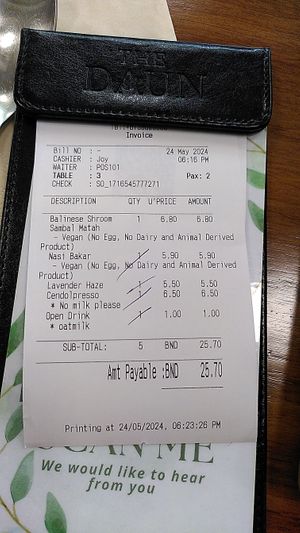 THE
DAUN
Invoice
Bill NO : -
24 May 2024
CASHIER : Joy
06:16 PM
WAITER : POS101
TABLE : 3
Pax: 2
CHECK : SO_1716545777271
DESCRIPTION QTY U'PRICE AMOUNT
Balinese Shroom 1 6.80 6.80
Sambal Matah
- Vegan (No Egg, No Dairy and Animal Derived
Product)
Nasi Bakar 1 5.90 5.90
- Vegan (No Egg, No Dairy and Animal Derived
Product)
Lavender Haze 1 5.50 5.50
Cendolpresso 1 6.50 6.50
* No milk please
Open Drink 1 1.00 1.00
* oatmilk
SUB-TOTAL: 5 BND 25.70
Amt Payable :BND 25.70
Printing at 24/05/2024, 06:23:26 PM
SCAN ME
We would like to hear
from you